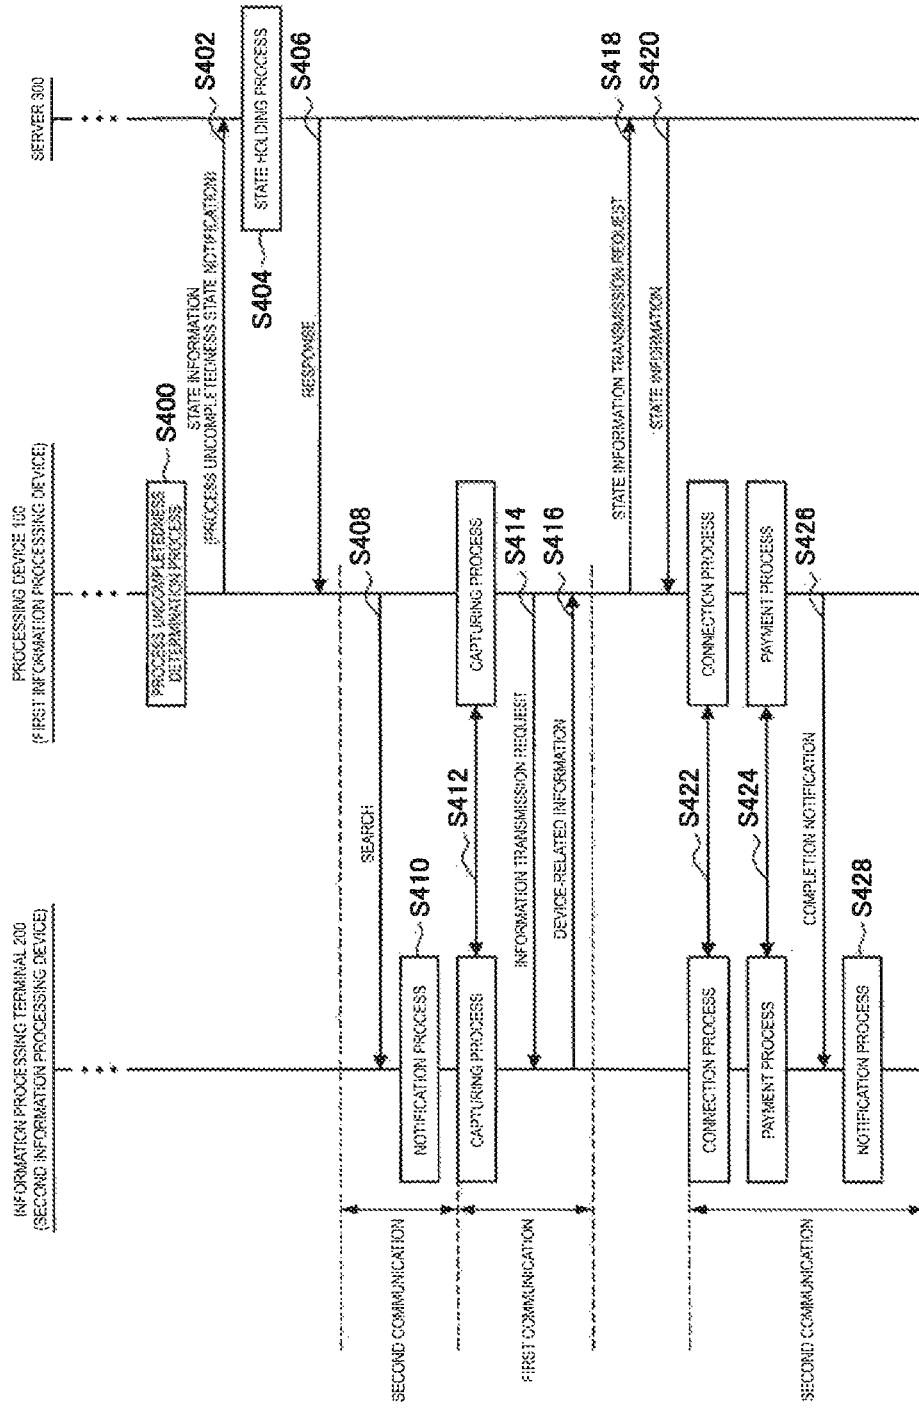 INFORMATION PROCESSING TERMINAL 200
(SECOND INFORMATION PROCESSING DEVICE)
PROCESSING DEVICE 100
(FIRST INFORMATION PROCESSING DEVICE)
SERVER 300
PROCESS UNCOMPLETEDNESS
DETERMINATION PROCESS
S400
STATE INFORMATION
(PROCESS UNCOMPLETEDNESS STATE NOTIFICATION)
S402
S404
STATE HOLDING PROCESS
RESPONSE
S406
SECOND COMMUNICATION
SEARCH
S408
NOTIFICATION PROCESS
S410
FIRST COMMUNICATION
CAPTURING PROCESS
S412
CAPTURING PROCESS
INFORMATION TRANSMISSION REQUEST
S414
DEVICE-RELATED INFORMATION
S416
STATE INFORMATION TRANSMISSION REQUEST
S418
STATE INFORMATION
S420
SECOND COMMUNICATION
CONNECTION PROCESS
S422
CONNECTION PROCESS
PAYMENT PROCESS
S424
PAYMENT PROCESS
COMPLETION NOTIFICATION
S426
NOTIFICATION PROCESS
S428